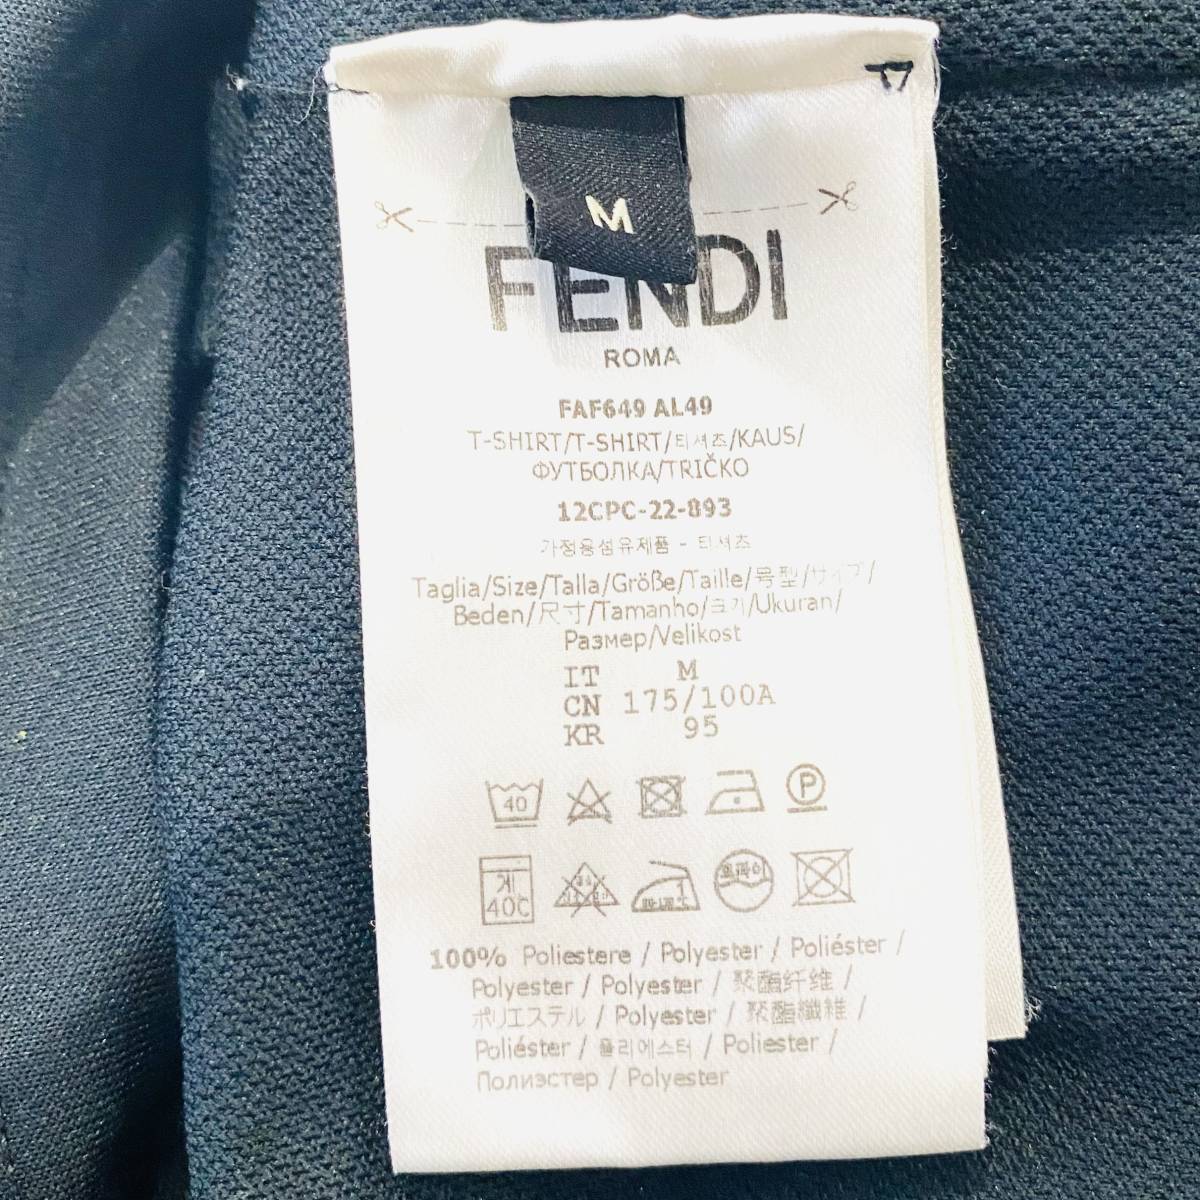 M
FENDI
ROMA
FAF649 AL49
T-SHIRT/T-SHIRT/티셔츠/KAUS/
ФУТБОЛКА/TRIČKO
12CPC-22-893
가정용섬유제품 - 티셔츠
Taglia/Size/Talla/Größe/Taille/号型/サイズ/
Beden/尺寸/Tamanho/크기/Ukuran/
Размер/Velikost
IT M
CN 175/100A
KR 95
40 P
게 40C
100% Poliestere / Polyester / Poliéster /
Polyester / Polyester / 聚酯纤维 /
ポリエステル / Polyester / 聚酯纖維 /
Poliéster / 폴리에스터 / Poliester /
Полиэстер / Polyester